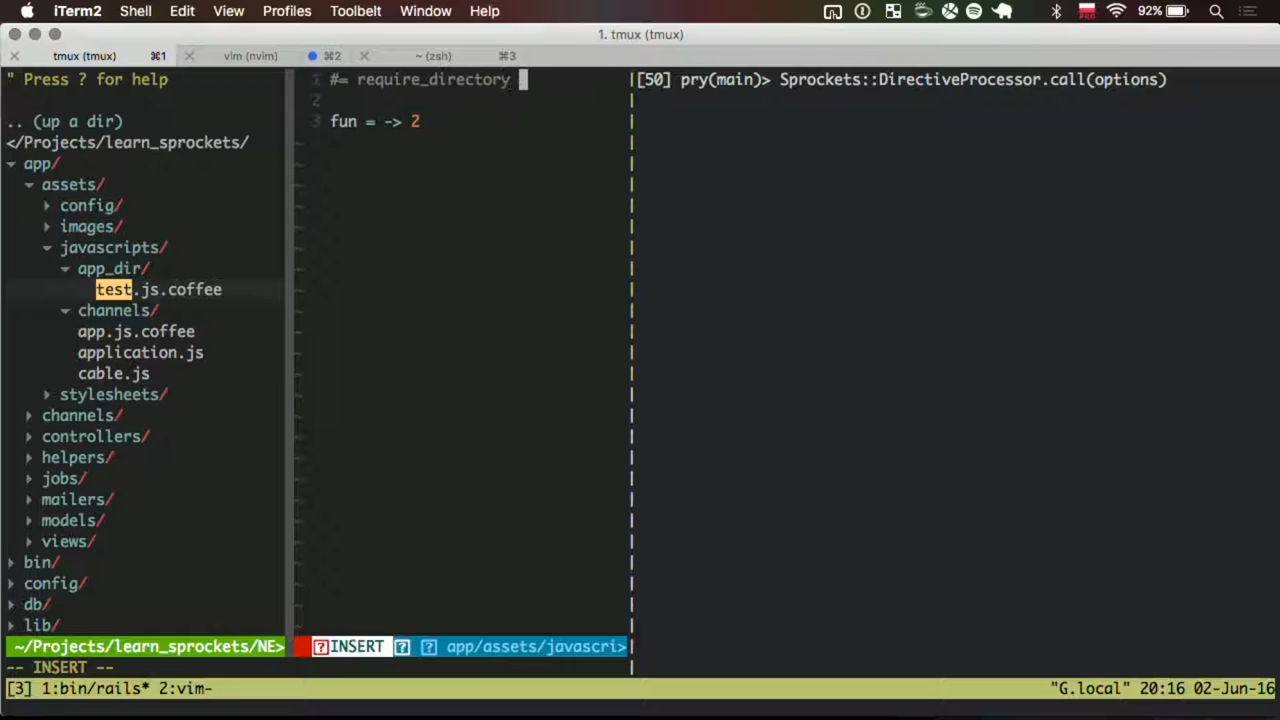 iTerm2 Shell Edit View Profiles Toolbelt Window Help 92%
1. tmux (tmux)
tmux (tmux) ⌘1 vim (nvim) ⌘2 ~ (zsh) ⌘3
" Press ? for help
.. (up a dir)
</Projects/learn_sprockets/
app/
assets/
config/
images/
javascripts/
app_dir/
test.js.coffee
channels/
app.js.coffee
application.js
cable.js
stylesheets/
channels/
controllers/
helpers/
jobs/
mailers/
models/
views/
bin/
config/
db/
lib/
~/Projects/learn_sprockets/NE>
1 #= require_directory
2
3 fun = -> 2
INSERT app/assets/javascri>
[50] pry(main)> Sprockets::DirectiveProcessor.call(options)
-- INSERT --
[3] 1:bin/rails* 2:vim- "G.local" 20:16 02-Jun-16